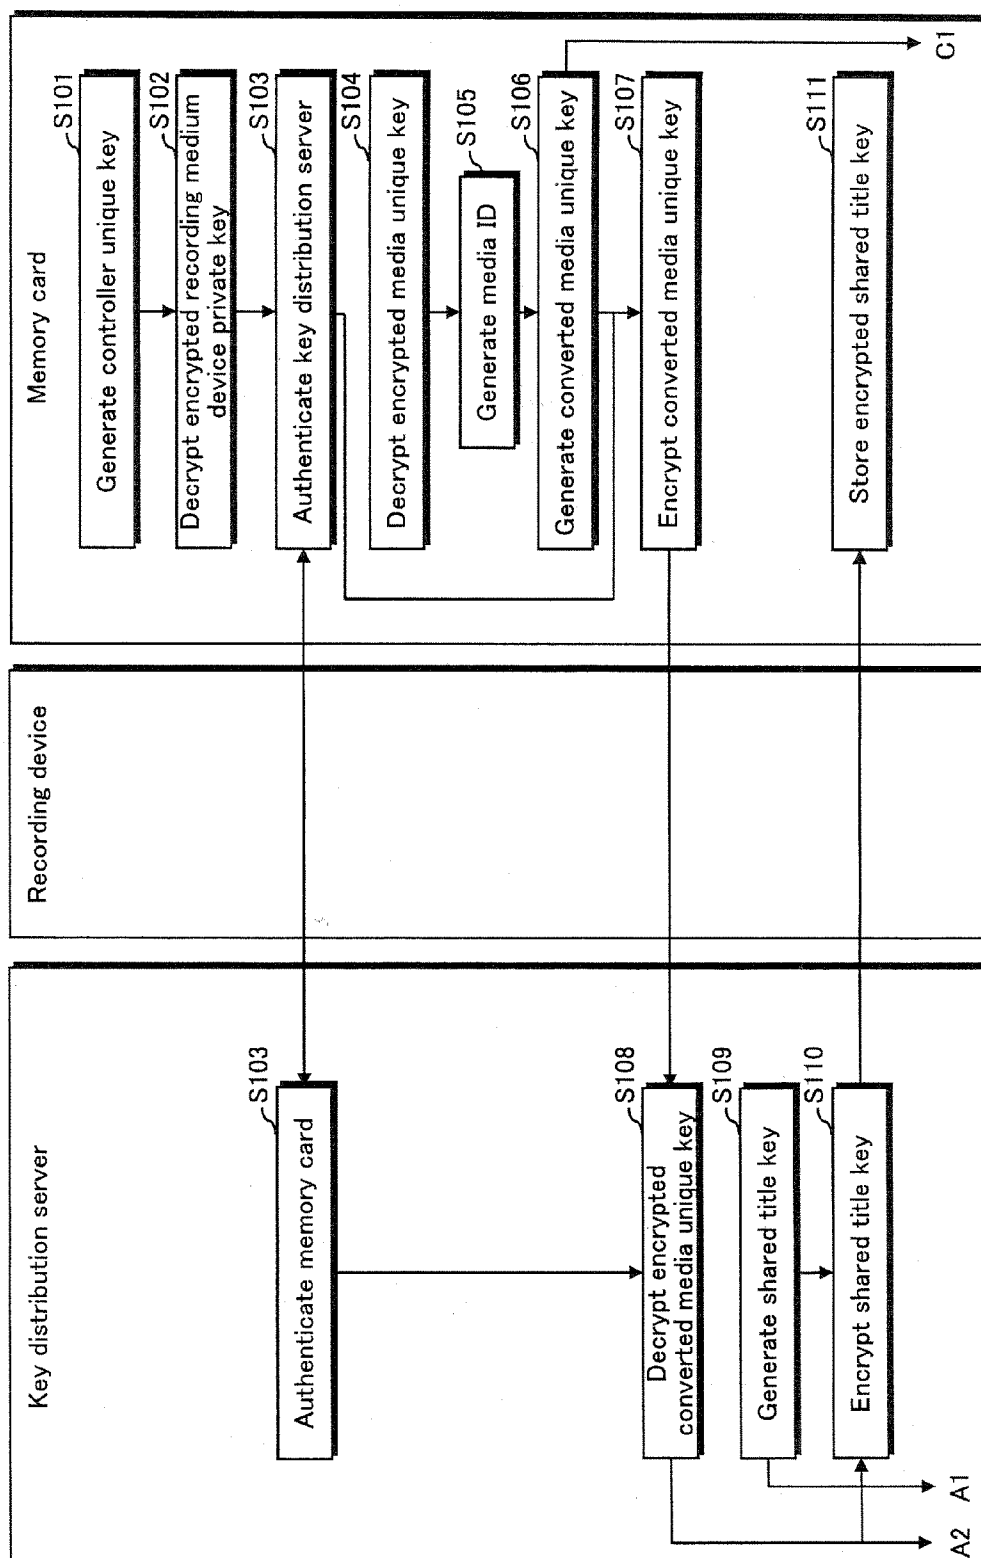 Key distribution server
Recording device
Memory card
S101
Generate controller unique key
S102
Decrypt encrypted recording medium
device private key
S103
Authenticate memory card
S103
Authenticate key distribution server
S104
Decrypt encrypted media unique key
S105
Generate media ID
S106
Generate converted media unique key
S107
Encrypt converted media unique key
S108
Decrypt encrypted
converted media unique key
S109
Generate shared title key
S110
Encrypt shared title key
S111
Store encrypted shared title key
A2
A1
C1